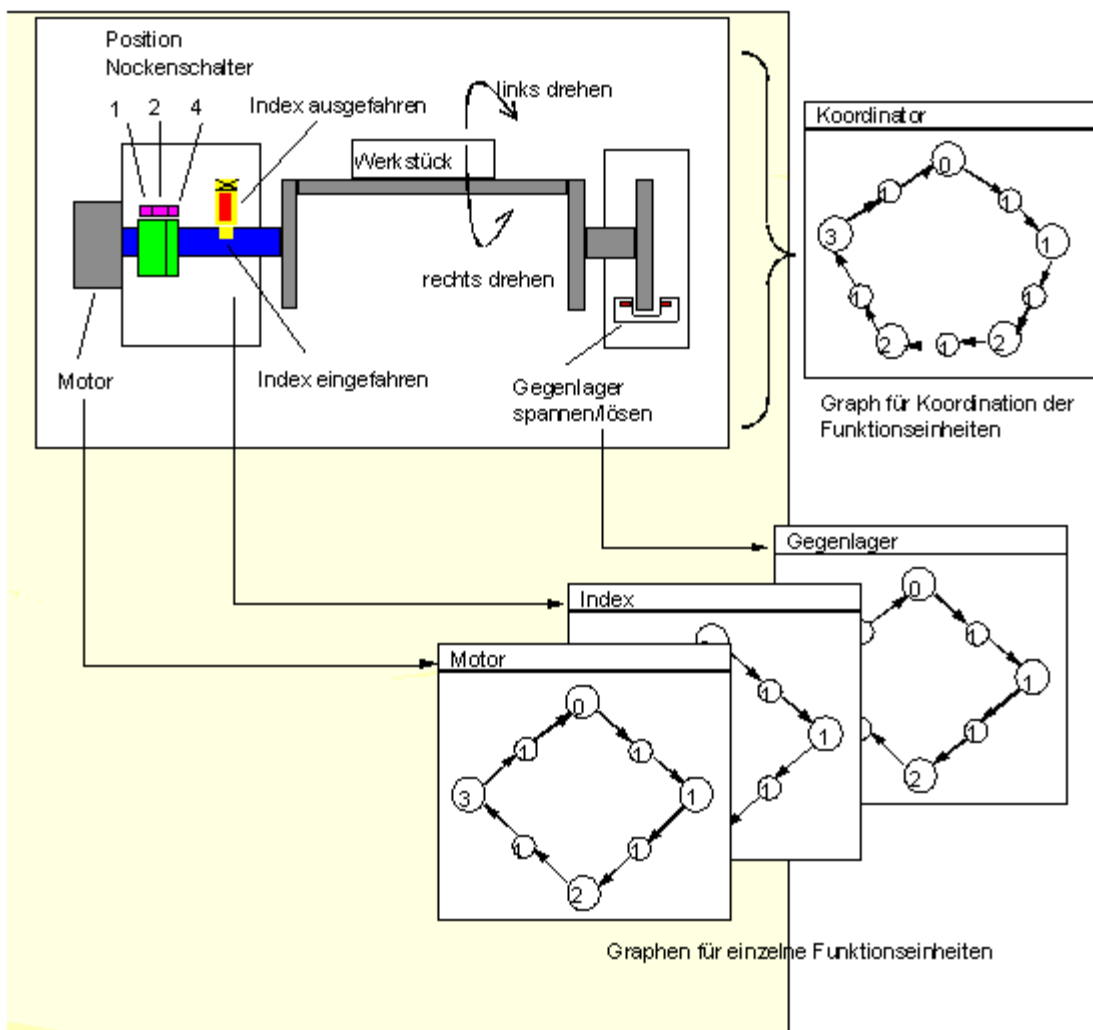 Position
Nockenschalter
1 2 4
Index ausgefahren
links drehen
Werkstück
rechts drehen
Motor
Index eingefahren
Gegenlager
spannen/lösen
Koordinator
0
1
1
1
1
2
1
2
1
3
1
Graph für Koordination der
Funktionseinheiten
Gegenlager
0
1
1
1
2
Index
1
1
1
Motor
0
1
1
1
2
1
3
1
Graphen für einzelne Funktionseinheiten